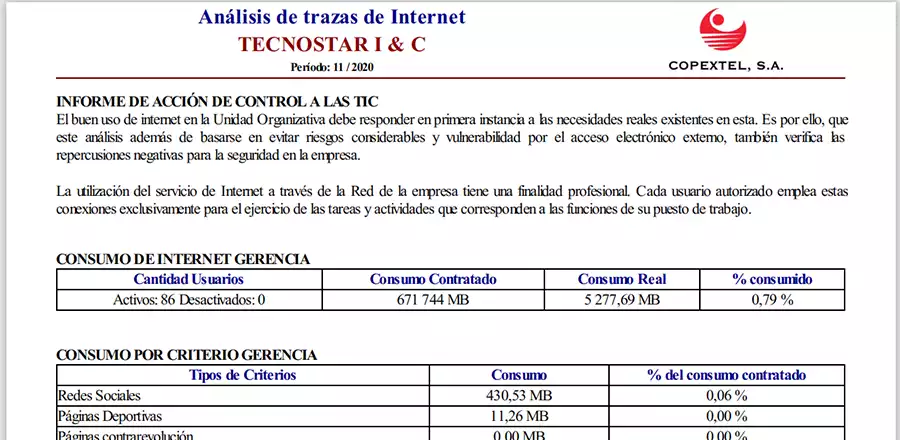 Análisis de trazas de Internet
TECNOSTAR I & C
Período: 11 / 2020
COPEXTEL, S.A.
INFORME DE ACCIÓN DE CONTROL A LAS TIC
El buen uso de internet en la Unidad Organizativa debe responder en primera instancia a las necesidades reales existentes en esta. Es por ello, que
este análisis además de basarse en evitar riesgos considerables y vulnerabilidad por el acceso electrónico externo, también verifica las
repercusiones negativas para la seguridad en la empresa.
La utilización del servicio de Internet a través de la Red de la empresa tiene una finalidad profesional. Cada usuario autorizado emplea estas
conexiones exclusivamente para el ejercicio de las tareas y actividades que corresponden a las funciones de su puesto de trabajo.
CONSUMO DE INTERNET GERENCIA
Cantidad Usuarios Consumo Contratado Consumo Real % consumido
Activos: 86 Desactivados: 0 671 744 MB 5 277,69 MB 0,79 %
CONSUMO POR CRITERIO GERENCIA
Tipos de Criterios Consumo % del consumo contratado
Redes Sociales 430,53 MB 0,06 %
Páginas Deportivas 11,26 MB 0,00 %
Páginas contrarevolución 0,00 MB 0,00 %